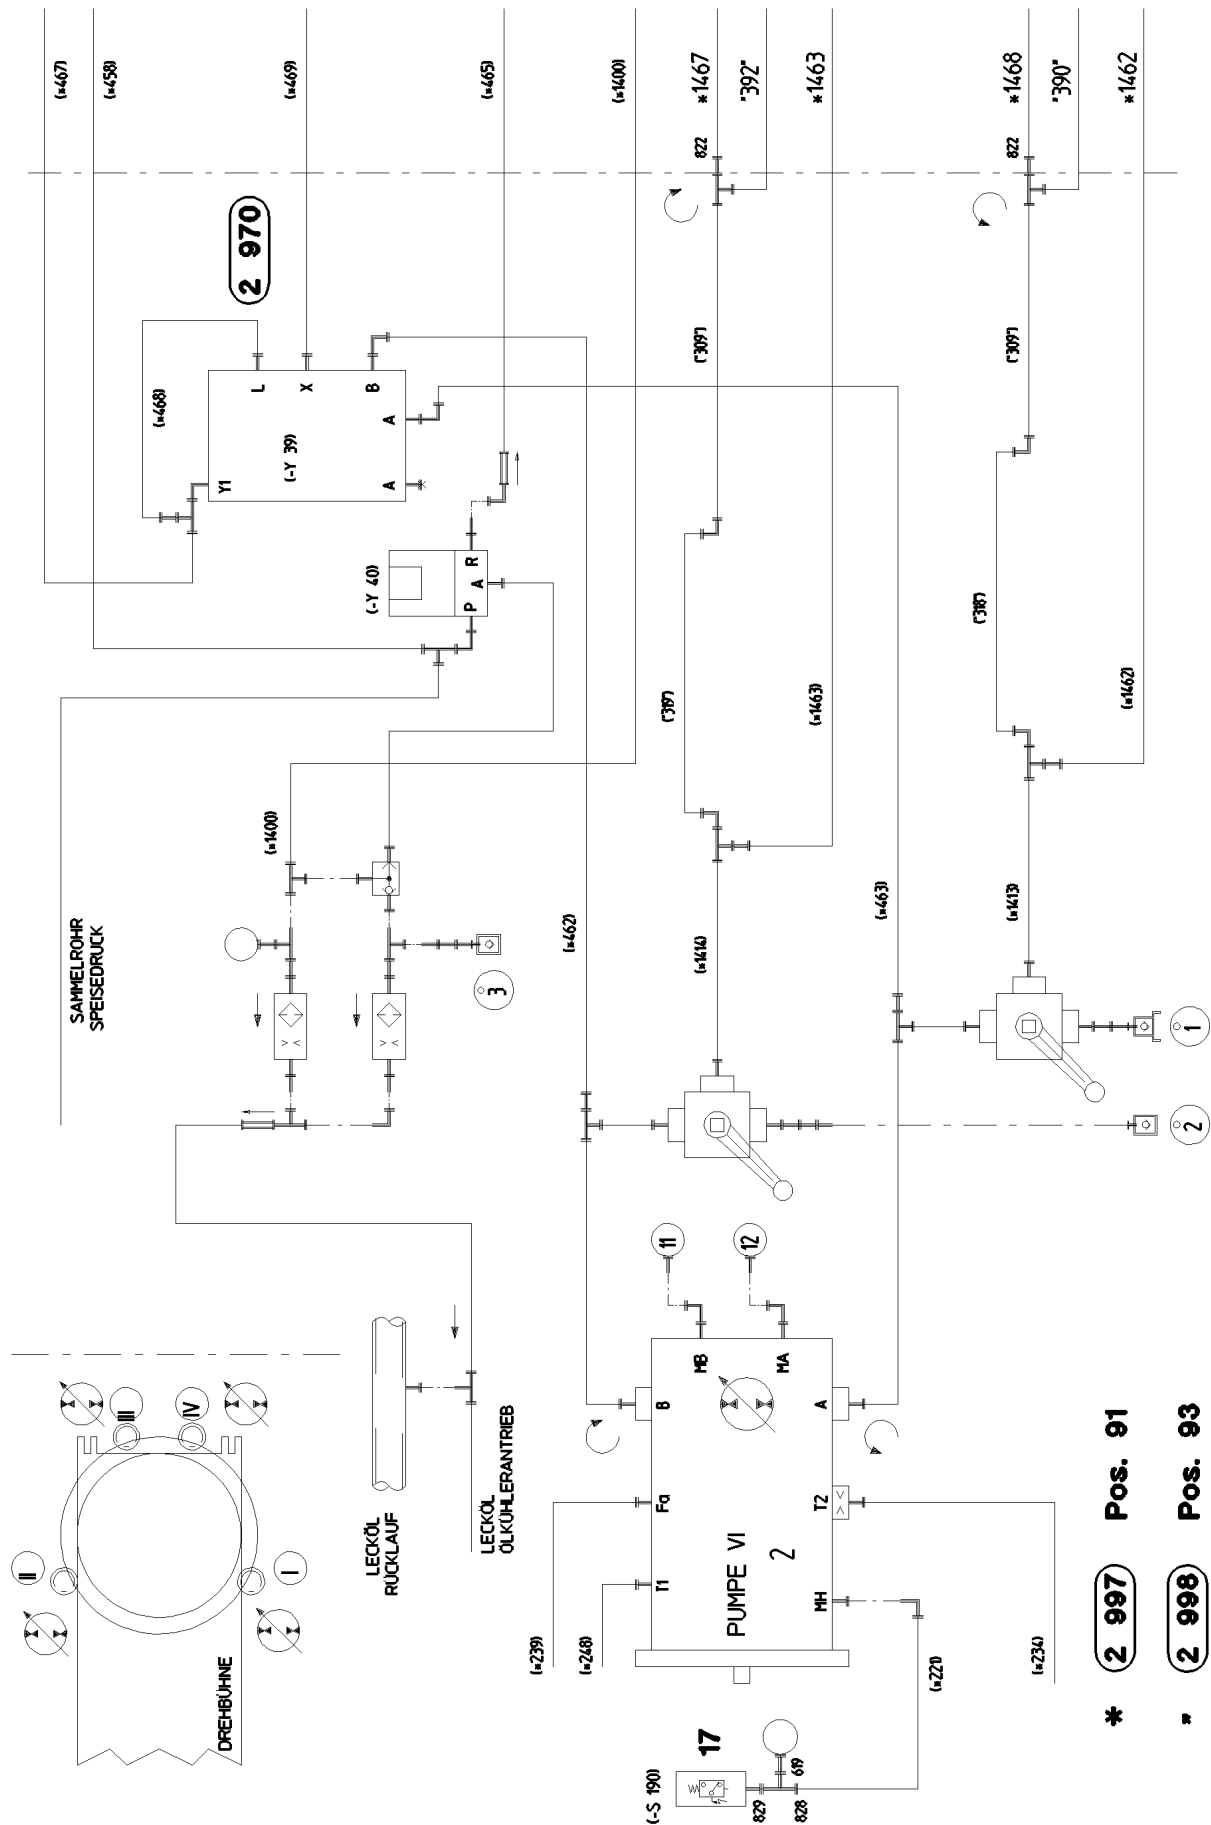 (*467)
(*458)
(*469)
(*465)
(*1400)
*1467
"392"
*1463
*1468
"390"
*1462
822
822
2 970
(*468)
L
X
B
A
A
Y1
(-Y 39)
("309")
("309")
(-Y 40)
P
A
R
("319")
(*1463)
("318")
(*1462)
(*1400)
SAMMELROHR
SPEISEDRUCK
3
(*462)
(*1414)
(*463)
(*1413)
1
2
11
12
MB
MA
B
A
Fa
T2
T1
MH
PUMPE VI
2
III
IV
II
I
DREHBÜHNE
LECKÖL
RÜCKLAUF
LECKÖL
ÖLKÜHLERANTRIEB
(*239)
(*248)
(*221)
(*234)
(-S 190)
17
829
828
619
* 2 997 Pos. 91
" 2 998 Pos. 93